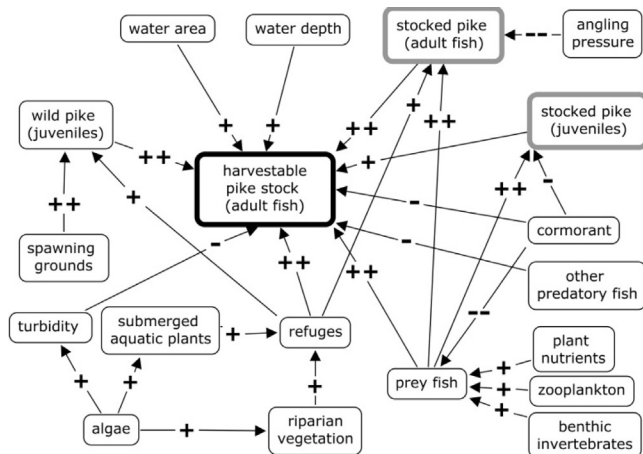 water area
water depth
stocked pike
(adult fish)
angling
pressure
--
+
+
+
++
++
wild pike
(juveniles)
++
stocked pike
(juveniles)
+
harvestable
pike stock
(adult fish)
++
-
++
+
-
cormorant
spawning
grounds
-
-
++
++
other
predatory fish
turbidity
submerged
aquatic plants
+
refuges
--
plant
nutrients
+
prey fish
+
zooplankton
+
+
+
+
benthic
invertebrates
algae
+
riparian
vegetation